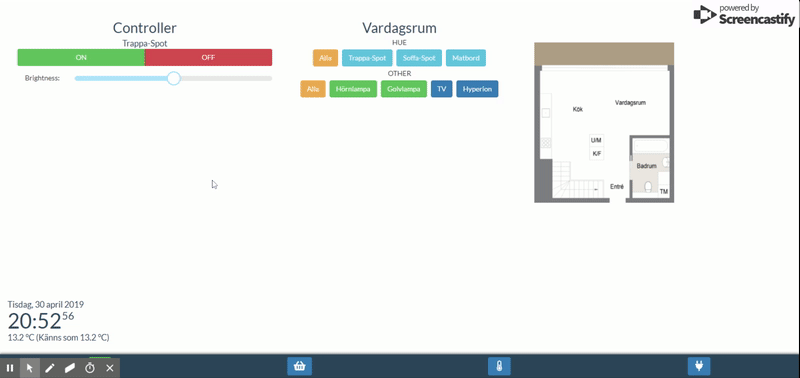 powered by
Screencastify
Controller
Trappa-Spot
ON OFF
Brightness:
Vardagsrum
HUE
Alla Trappa-Spot Soffa-Spot Matbord
OTHER
Alla Hörnlampa Golvlampa TV Hyperion
Kök
Vardagsrum
U/M
K/F
Badrum
Entré
TM
Tisdag, 30 april 2019
20:52 56
13.2 °C (Känns som 13.2 °C)